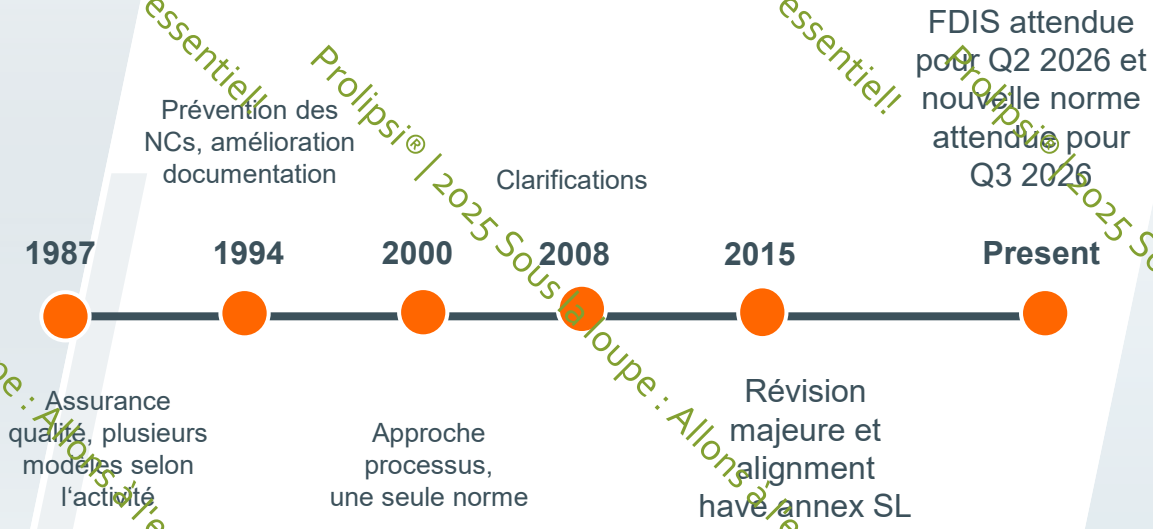 FDIS attendue
pour Q2 2026 et
nouvelle norme
attendue pour
Q3 2026
Prévention des
NCs, amélioration
documentation
Clarifications
1987
1994
2000
2008
2015
Present
Assurance
qualité, plusieurs
modèles selon
l'activité
Approche
processus,
une seule norme
Révision
majeure et
alignment
have annex SL
essentiel!
Prolipsi® | 2025 Sous la loupe : Allons à l'e
essentiel!
Prolipsi® | 2025 So
pe : Allons à l'e